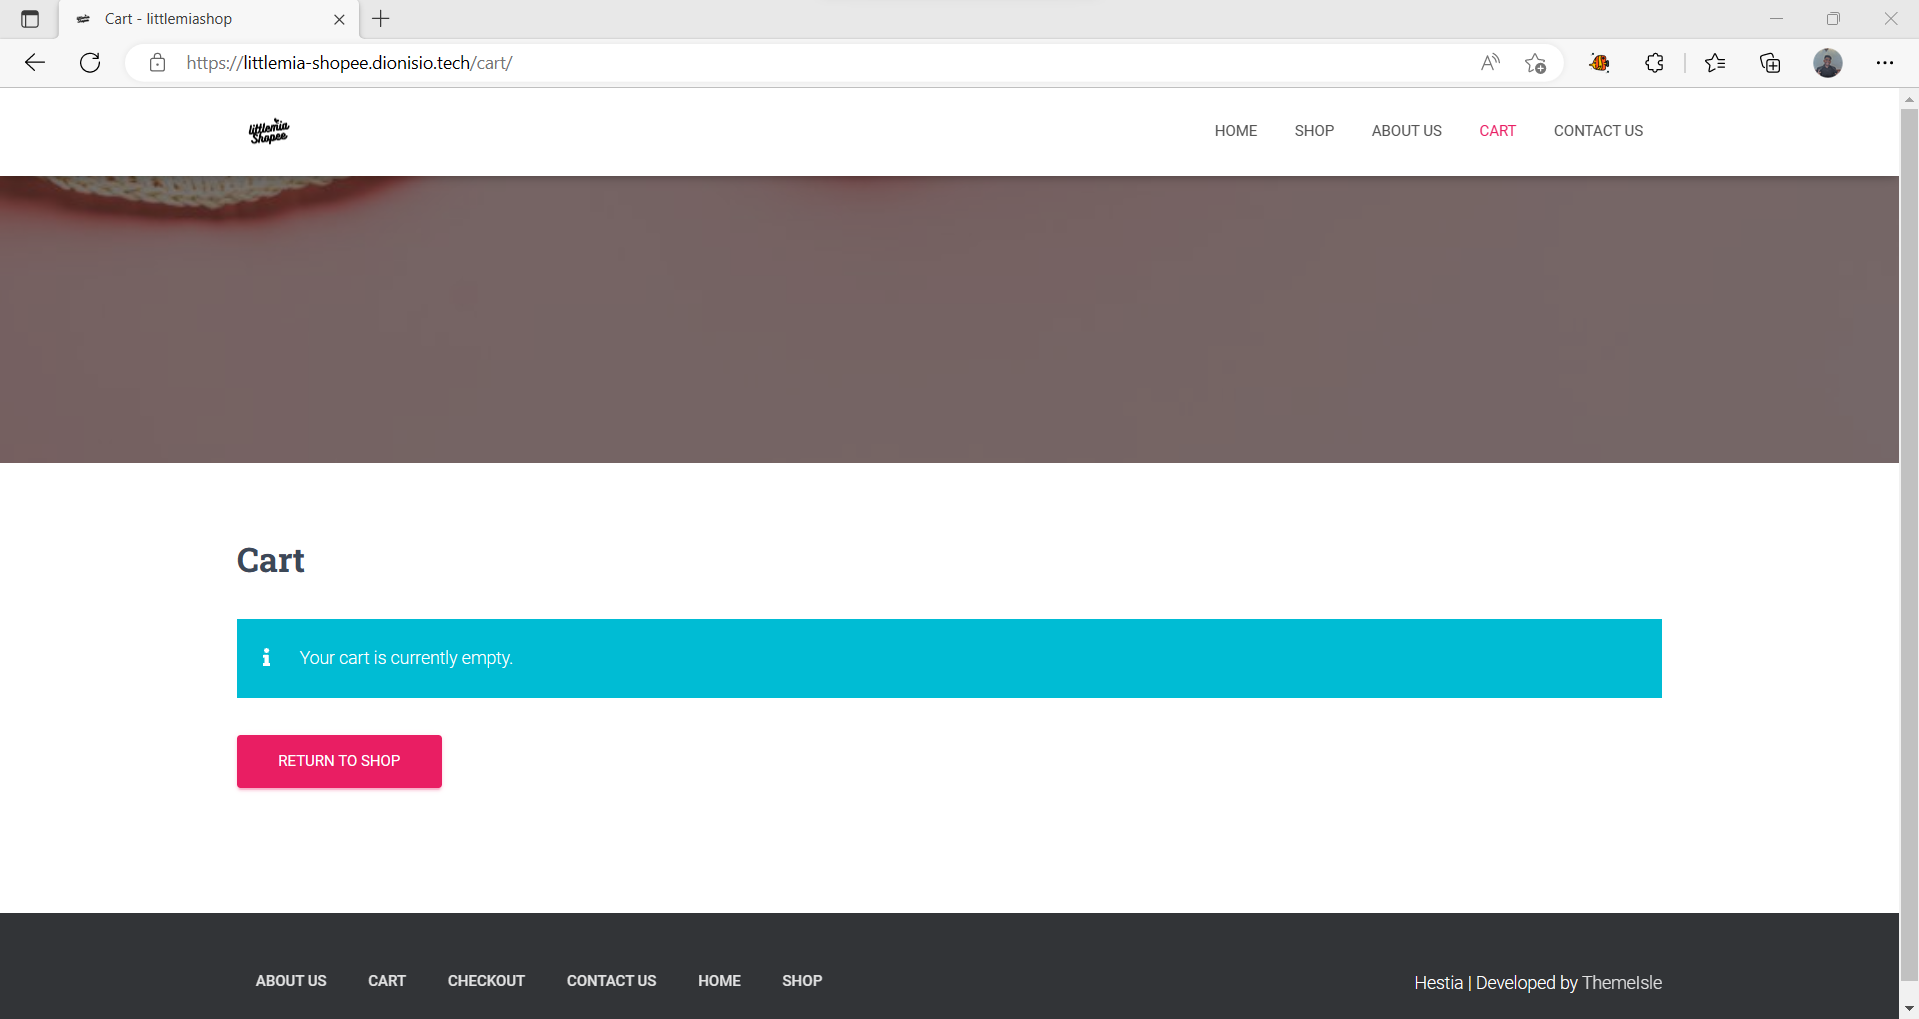 Cart - littlemiashop
https://littlemia-shopee.dionisio.tech/cart/
littlemia
Shopee
HOME SHOP ABOUT US CART CONTACT US
Cart
Your cart is currently empty.
RETURN TO SHOP
ABOUT US CART CHECKOUT CONTACT US HOME SHOP
Hestia | Developed by ThemeIsle